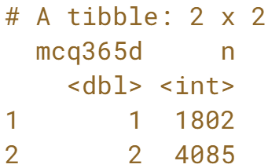 # A tibble: 2 x 2
  mcq365d     n
    <dbl> <int>
1       1  1802
2       2  4085